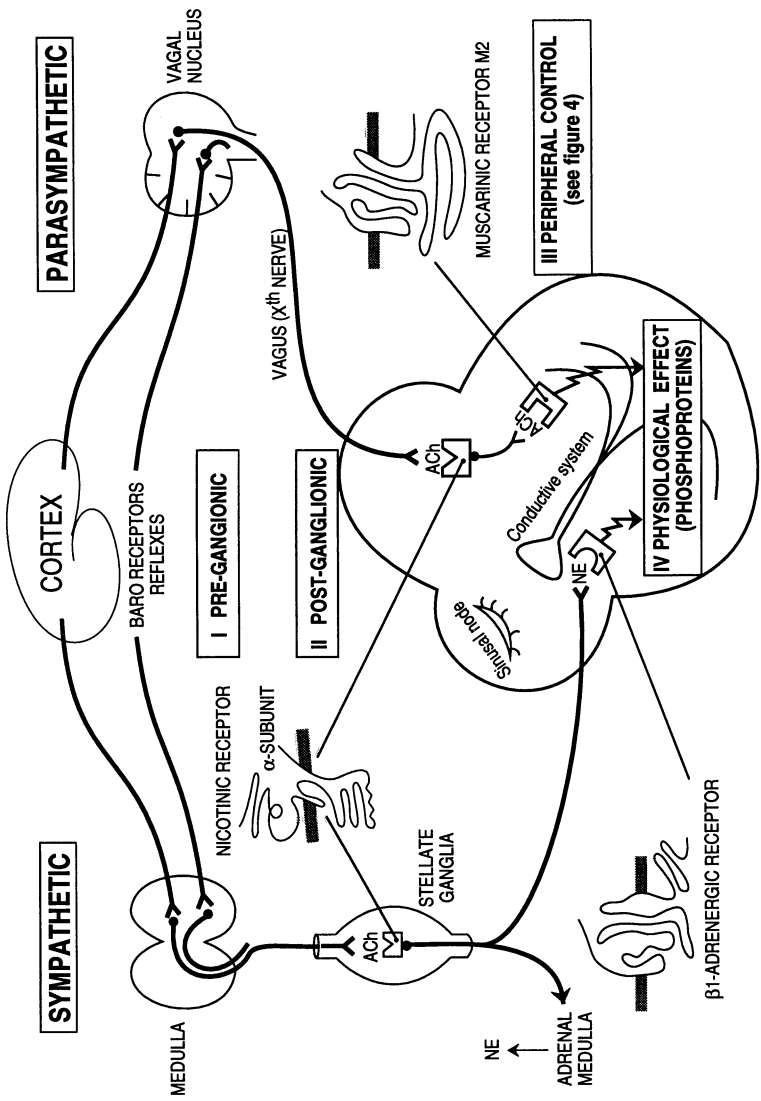 SYMPATHETIC
PARASYMPATHETIC
CORTEX
MEDULLA
BARO RECEPTORS
REFLEXES
VAGAL
NUCLEUS
NICOTINIC RECEPTOR
α-SUBUNIT
I PRE-GANGIONIC
VAGUS (Xth NERVE)
II POST-GANGLIONIC
STELLATE
GANGLIA
ACh
ACh
ACh
MUSCARINIC RECEPTOR M2
Sinusal node
Conductive system
NE
III PERIPHERAL CONTROL
(see figure 4)
NE
ADRENAL
MEDULLA
β1-ADRENERGIC RECEPTOR
IV PHYSIOLOGICAL EFFECT
(PHOSPHOPROTEINS)